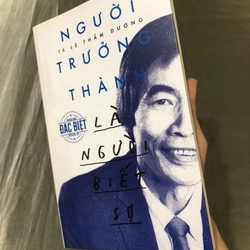 NGƯỜI
TS LÊ THẨM DƯƠNG
TRƯỞNG
THÀNH
ĐẶC BIỆT
LÀ
NGƯỜI
BIẾT
SỢ